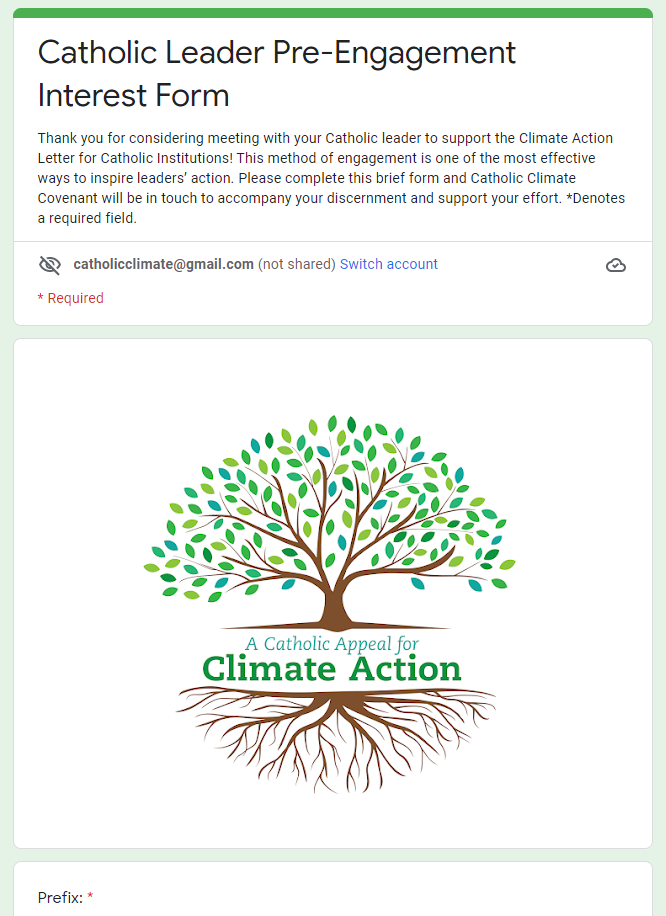 Catholic Leader Pre-Engagement
Interest Form
Thank you for considering meeting with your Catholic leader to support the Climate Action
Letter for Catholic Institutions! This method of engagement is one of the most effective
ways to inspire leaders’ action. Please complete this brief form and Catholic Climate
Covenant will be in touch to accompany your discernment and support your effort. *Denotes
a required field.
catholicclimate@gmail.com (not shared) Switch account
* Required
A Catholic Appeal for
Climate Action
Prefix: *